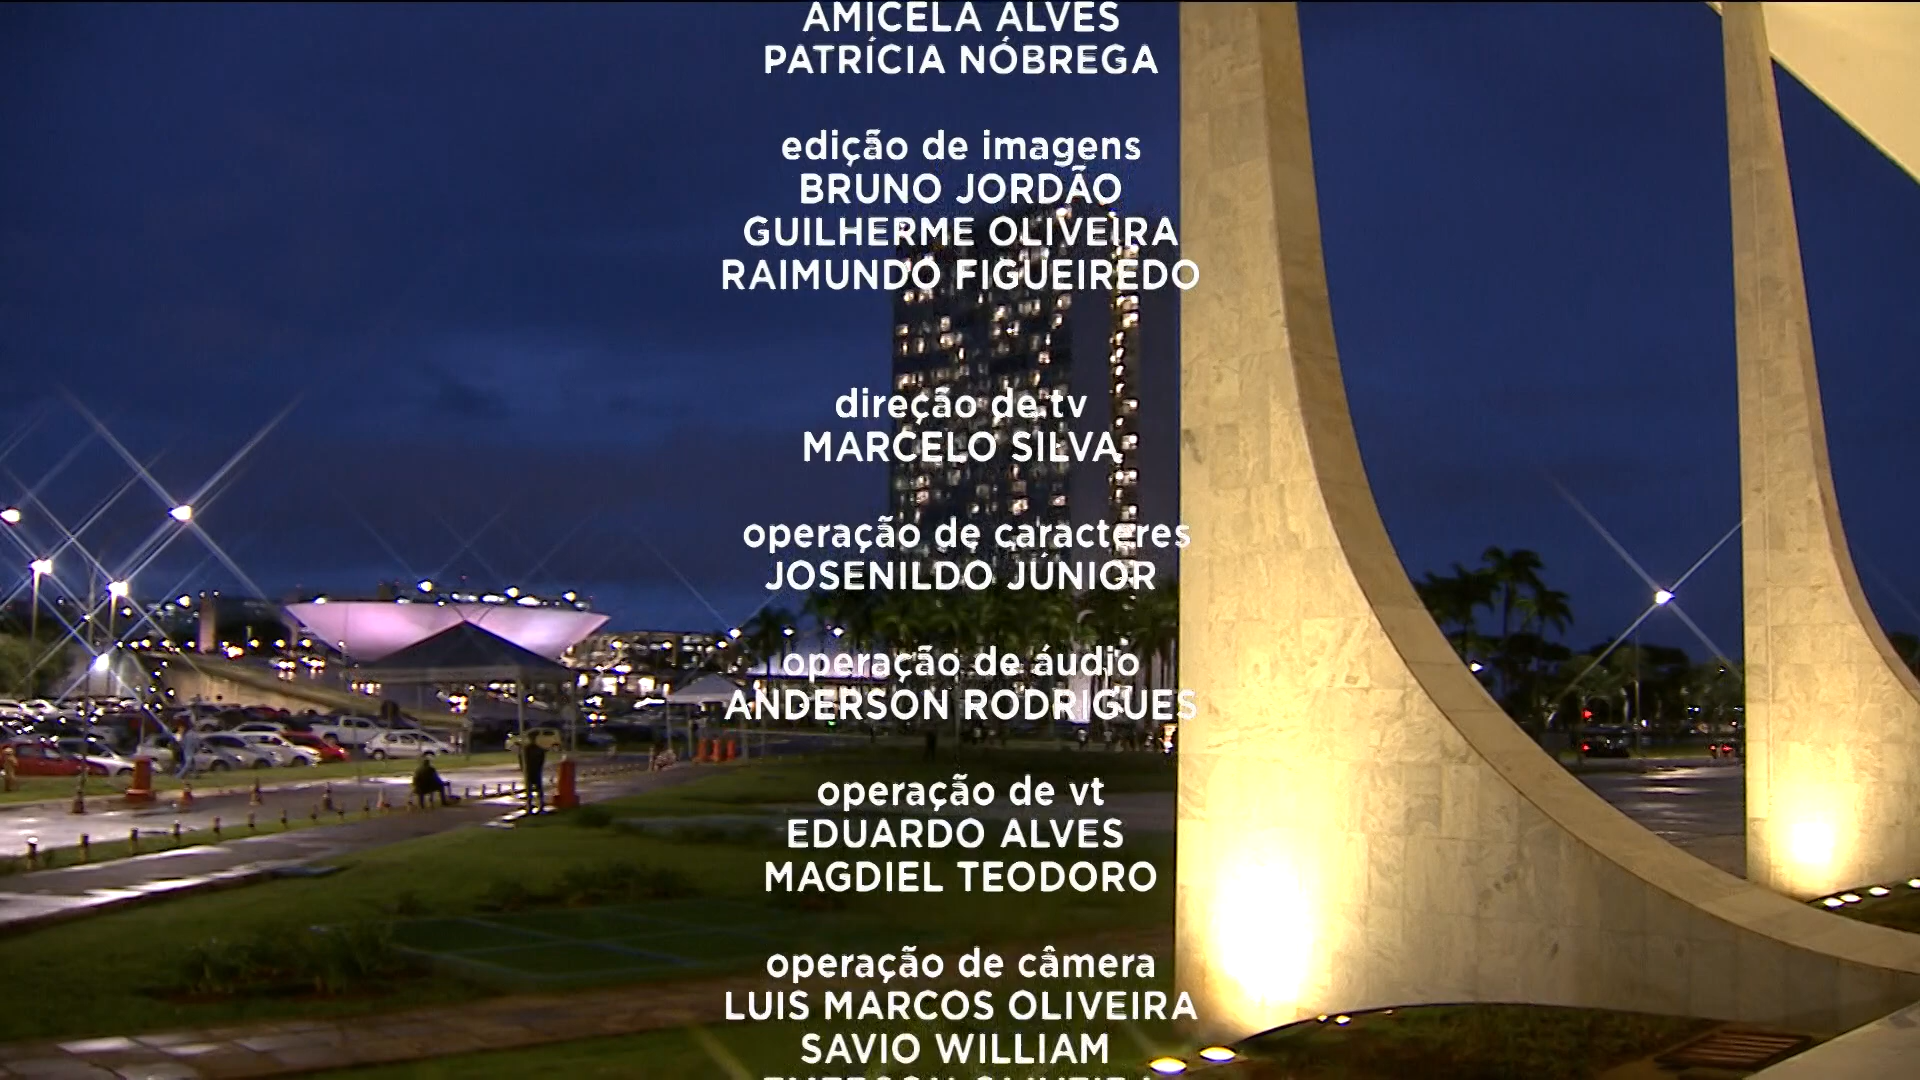 AMICELA ALVES
PATRÍCIA NÓBREGA
edição de imagens
BRUNO JORDÃO
GUILHERME OLIVEIRA
RAIMUNDO FIGUEIREDO
direção de tv
MARCELO SILVA
operação de caracteres
JOSENILDO JÚNIOR
operação de áudio
ANDERSON RODRIGUES
operação de vt
EDUARDO ALVES
MAGDIEL TEODORO
operação de câmera
LUIS MARCOS OLIVEIRA
SAVIO WILLIAM